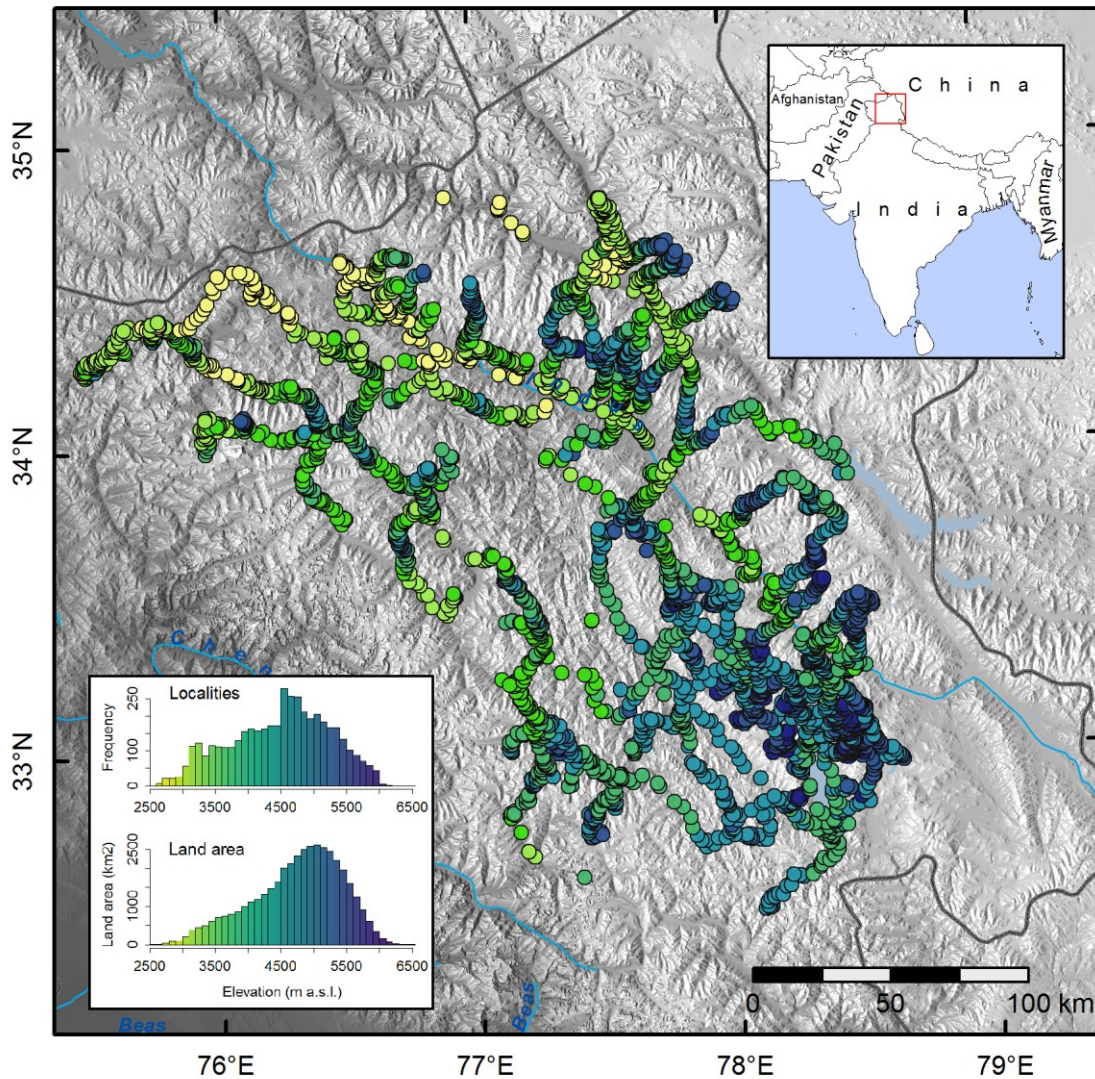 35°N
34°N
33°N
76°E
77°E
78°E
79°E
C h i n a
Afghanistan
Pakistan
I n d i a
Myanmar
I n d u s
C h e n
Beas
Beas
0 50 100 km
Localities
Frequency
0 100 250
2500 3500 4500 5500 6500
Land area
Land area (km2)
0 1000 2500
2500 3500 4500 5500 6500
Elevation (m a.s.l.)